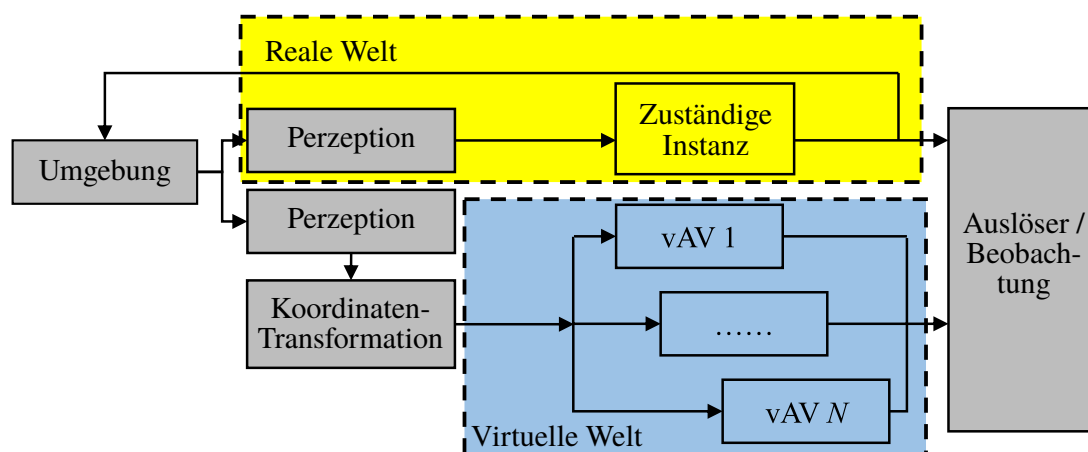 Reale Welt
Umgebung
Perzeption
Zuständige
Instanz
Perzeption
Koordinaten-
Transformation
vAV 1
……
vAV N
Virtuelle Welt
Auslöser /
Beobach-
tung